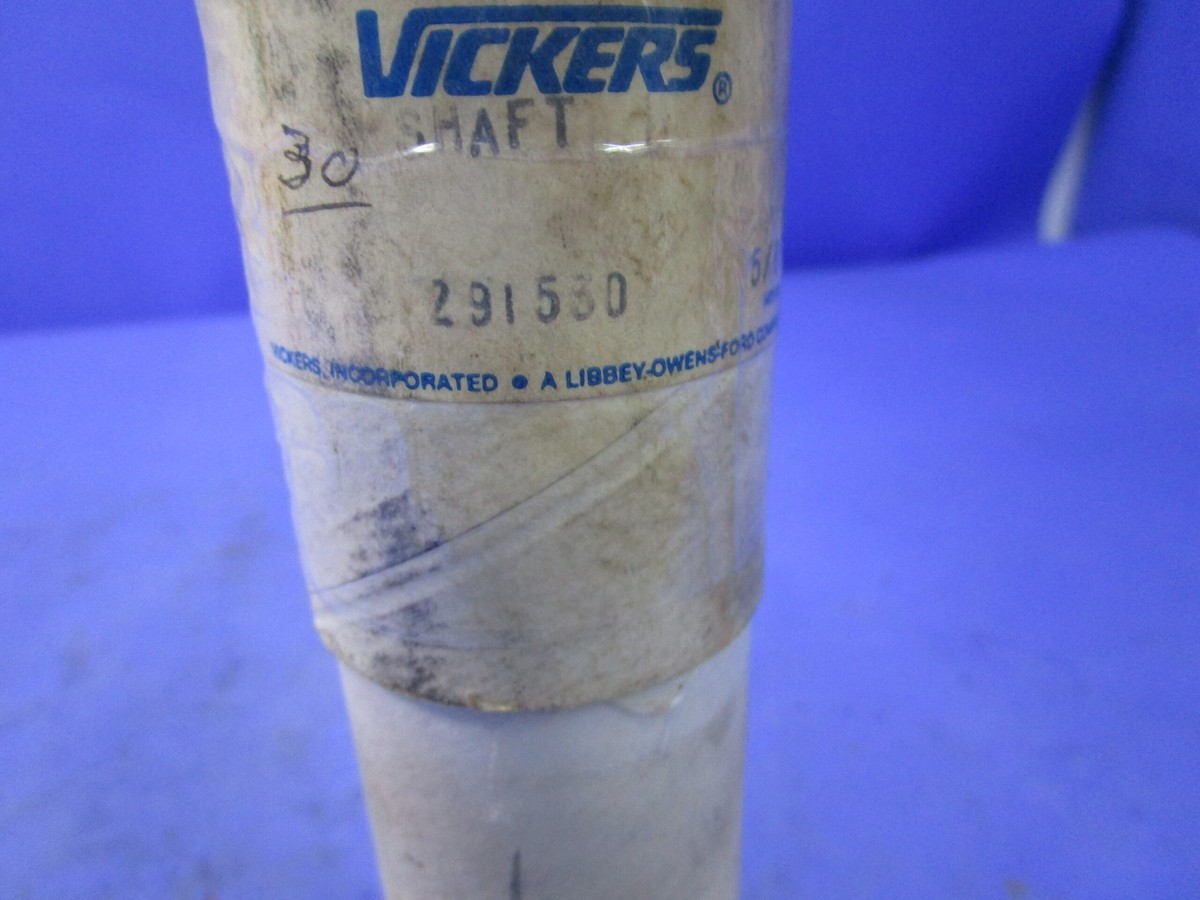 VICKERS®
SHAFT
30
291530
VICKERS, INCORPORATED • A LIBBEY-OWENS-FORD